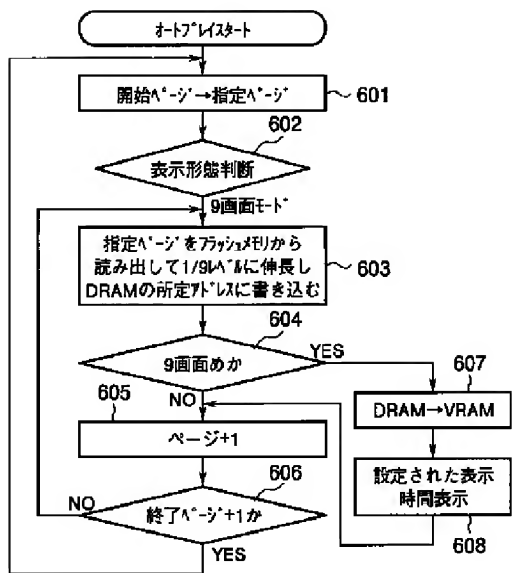 オートプレイスタート
開始ページ→指定ページ
601
602
表示形態判断
9画面モード
指定ページをフラッシュメモリから
読み出して1/9レベルに伸長し
DRAMの所定アドレスに書き込む
603
604
9画面めか
YES
NO
607
DRAM→VRAM
605
ページ+1
設定された表示
時間表示
608
606
終了ページ+1か
NO
YES